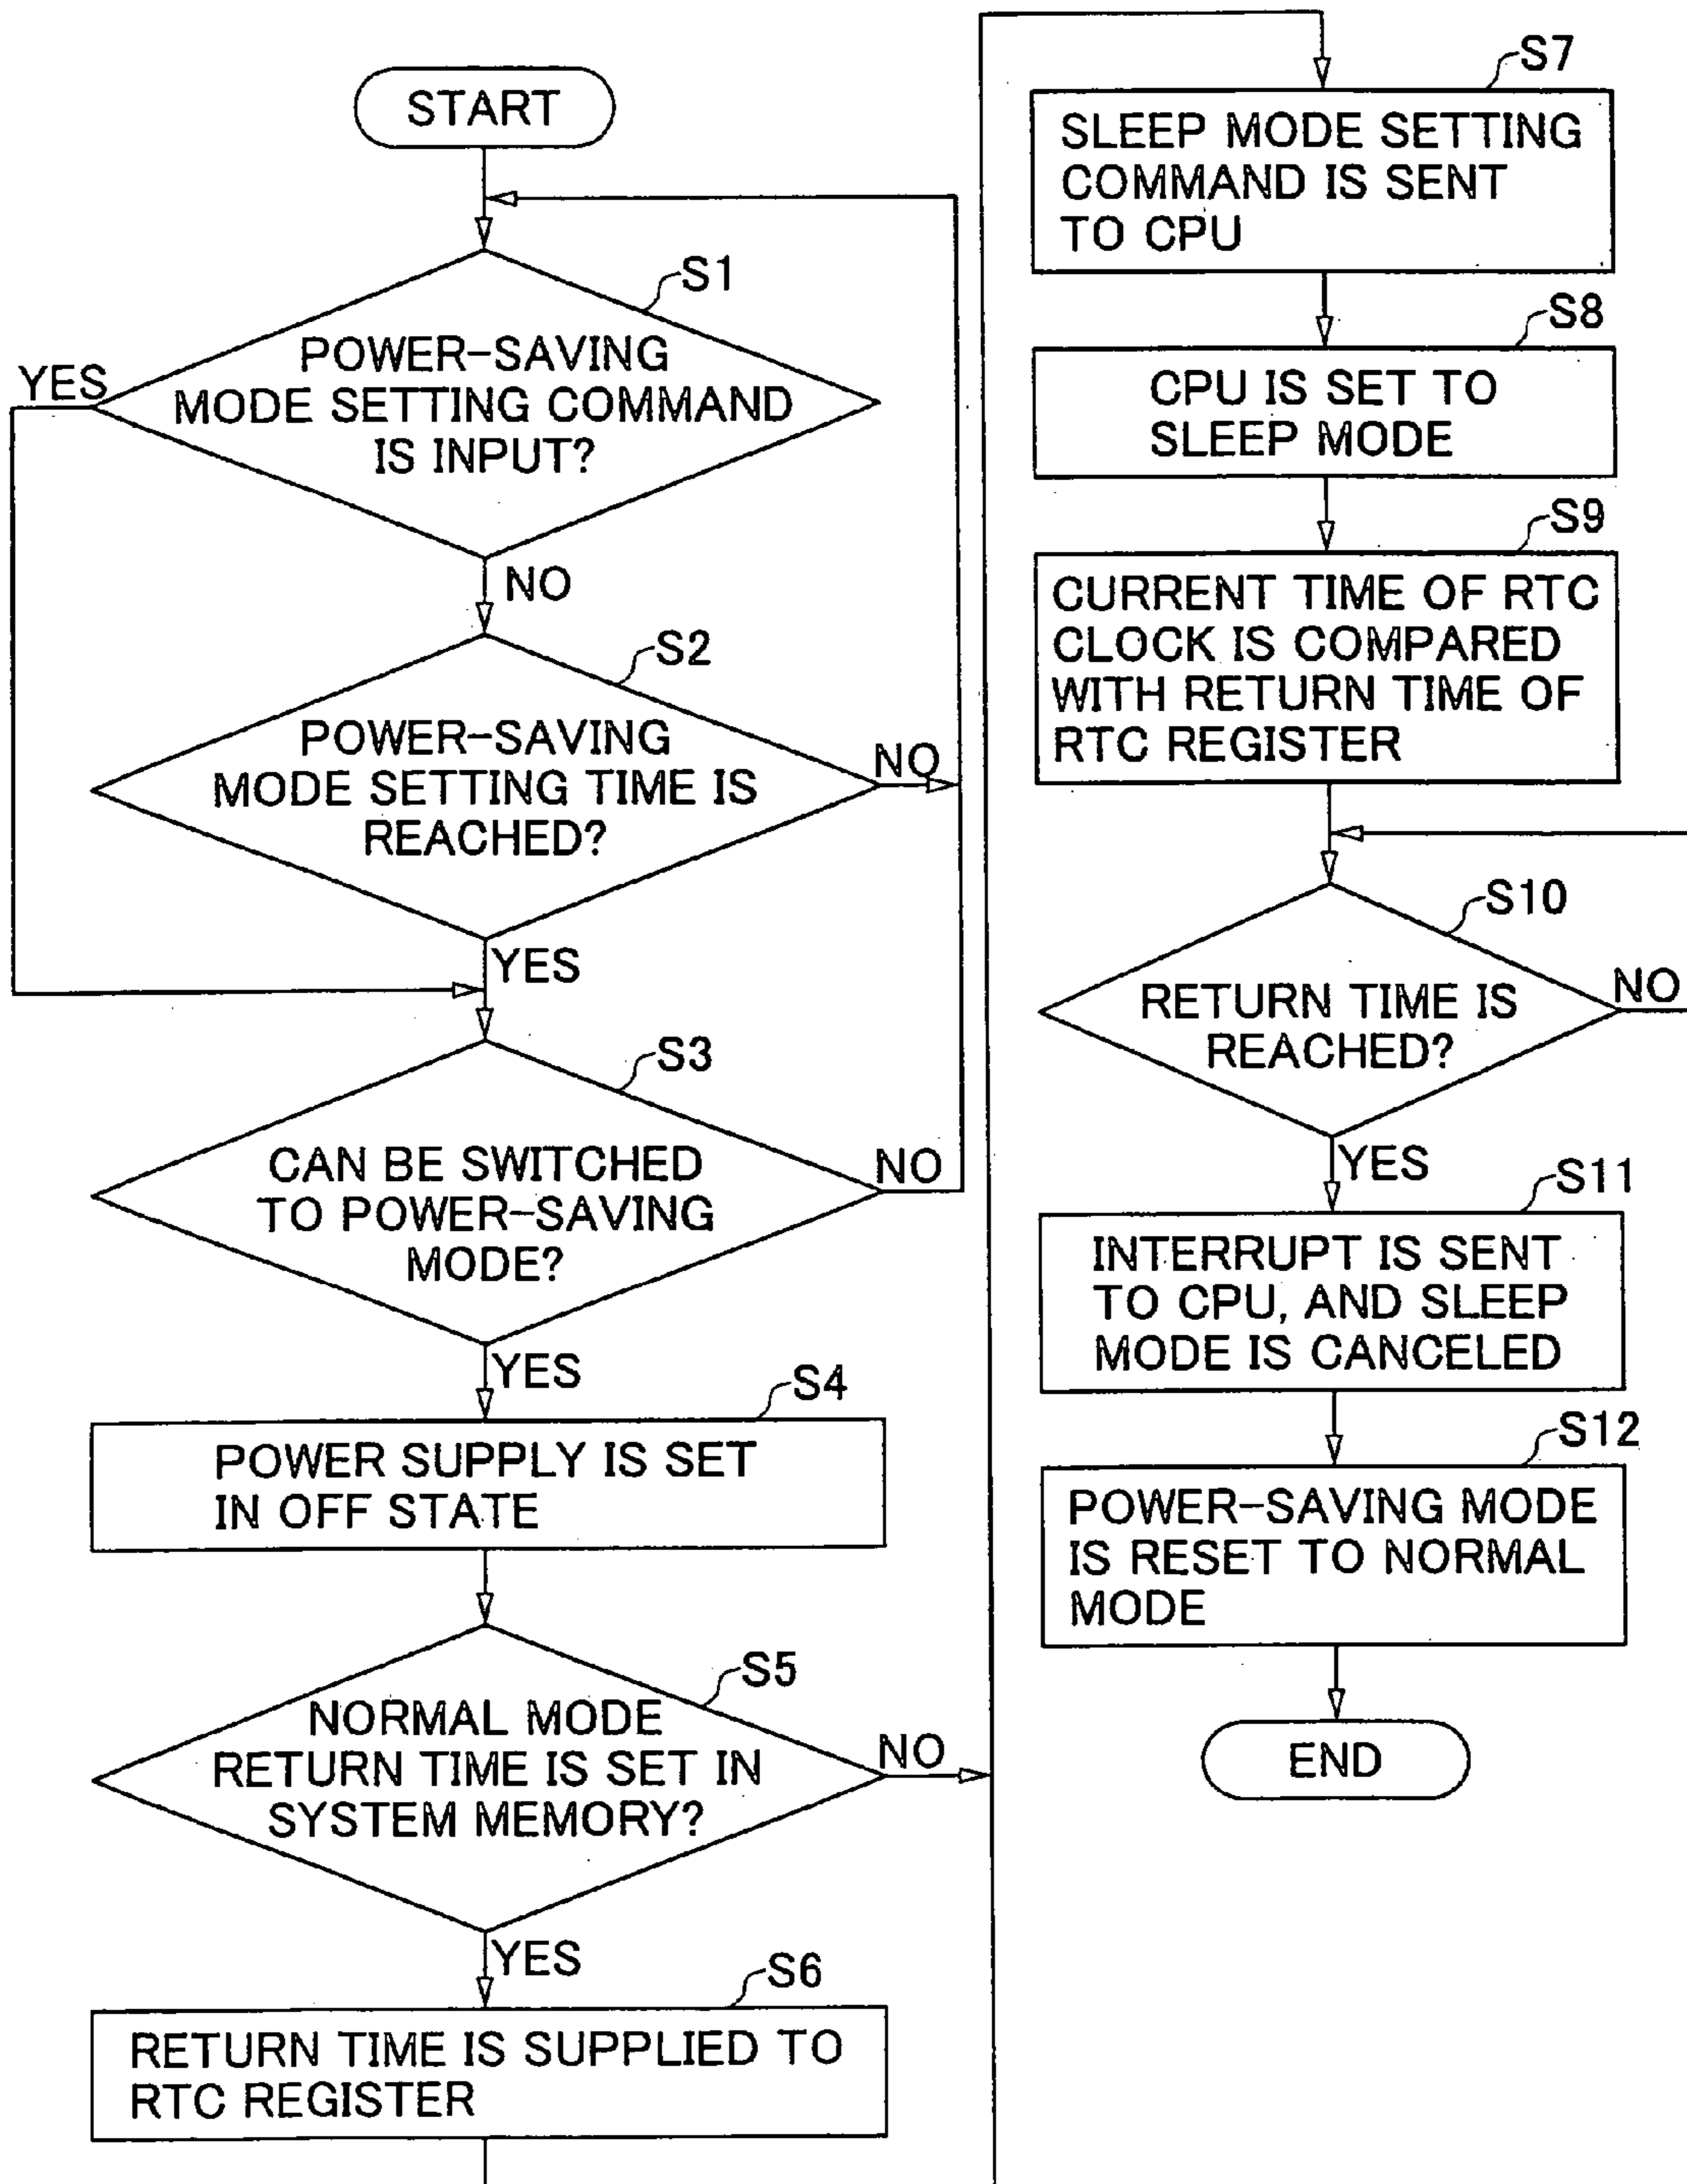 START
S1
POWER-SAVING
MODE SETTING COMMAND
IS INPUT?
YES
NO
S2
POWER-SAVING
MODE SETTING TIME IS
REACHED?
NO
YES
S3
CAN BE SWITCHED
TO POWER-SAVING
MODE?
NO
YES
S4
POWER SUPPLY IS SET
IN OFF STATE
S5
NORMAL MODE
RETURN TIME IS SET IN
SYSTEM MEMORY?
NO
YES
S6
RETURN TIME IS SUPPLIED TO
RTC REGISTER
S7
SLEEP MODE SETTING
COMMAND IS SENT
TO CPU
S8
CPU IS SET TO
SLEEP MODE
S9
CURRENT TIME OF RTC
CLOCK IS COMPARED
WITH RETURN TIME OF
RTC REGISTER
S10
RETURN TIME IS
REACHED?
NO
YES
S11
INTERRUPT IS SENT
TO CPU, AND SLEEP
MODE IS CANCELED
S12
POWER-SAVING MODE
IS RESET TO NORMAL
MODE
END